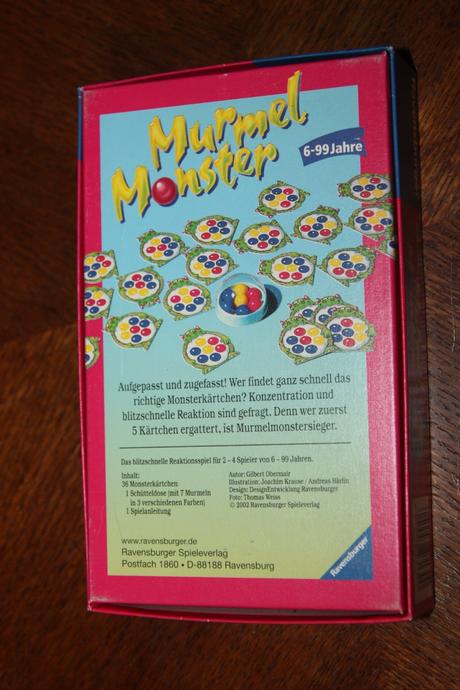 Murmel
Monster
6-99 Jahre
Aufgepasst und zugefasst! Wer findet ganz schnell das
richtige Monsterkärtchen? Konzentration und
blitzschnelle Reaktion sind gefragt. Denn wer zuerst
5 Kärtchen ergattert, ist Murmelmonstersieger.
Das blitzschnelle Reaktionsspiel für 2 – 4 Spieler von 6 – 99 Jahren.
Inhalt:
36 Monsterkärtchen
1 Schütteldose (mit 7 Murmeln
in 3 verschiedenen Farben)
1 Spielanleitung
Autor: Gilbert Obermair
Illustration: Joachim Krause / Andreas Härlin
Design: DesignEntwicklung Ravensburger
Foto: Thomas Weiss
© 2002 Ravensburger Spieleverlag
www.ravensburger.de
Ravensburger Spieleverlag
Postfach 1860 • D-88188 Ravensburg
Ravensburger